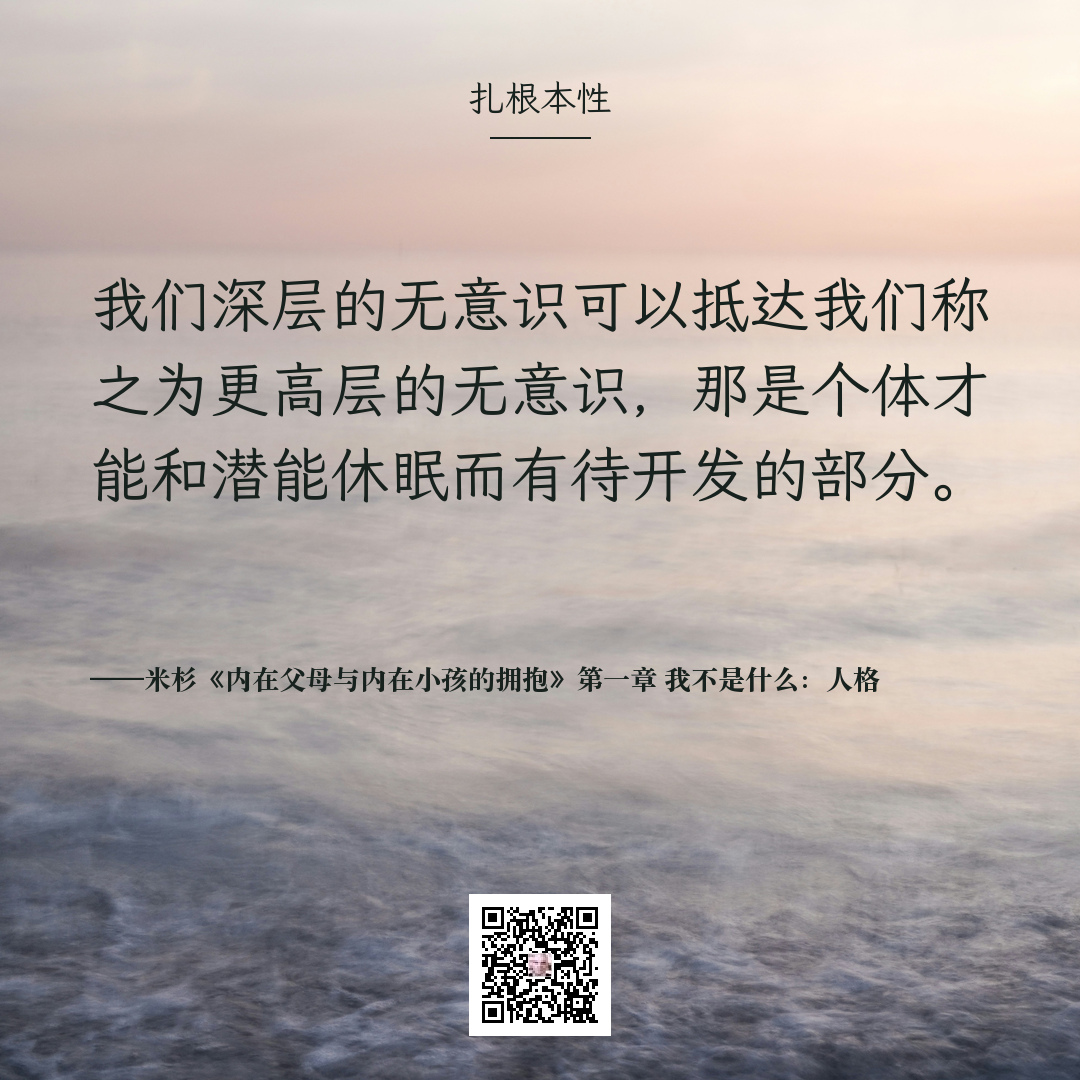 扎根本性
我们深层的无意识可以抵达我们称
之为更高层的无意识，那是个体才
能和潜能休眠而有待开发的部分。
——米杉《内在父母与内在小孩的拥抱》第一章 我不是什么：人格